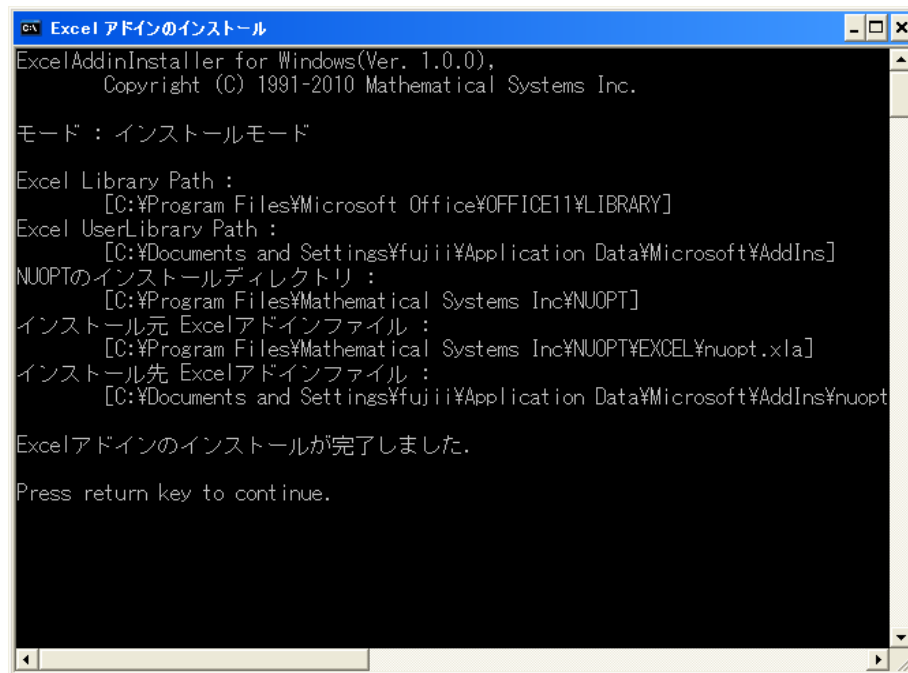 Excel アドインのインストール
ExcelAddinInstaller for Windows(Ver. 1.0.0),
Copyright (C) 1991-2010 Mathematical Systems Inc.
モード : インストールモード
Excel Library Path :
[C:¥Program Files¥Microsoft Office¥OFFICE11¥LIBRARY]
Excel UserLibrary Path :
[C:¥Documents and Settings¥fujii¥Application Data¥Microsoft¥AddIns]
NUOPTのインストールディレクトリ :
[C:¥Program Files¥Mathematical Systems Inc¥NUOPT]
インストール元 Excelアドインファイル :
[C:¥Program Files¥Mathematical Systems Inc¥NUOPT¥EXCEL¥nuopt.xla]
インストール先 Excelアドインファイル :
[C:¥Documents and Settings¥fujii¥Application Data¥Microsoft¥AddIns¥nuopt
Excelアドインのインストールが完了しました.
Press return key to continue.